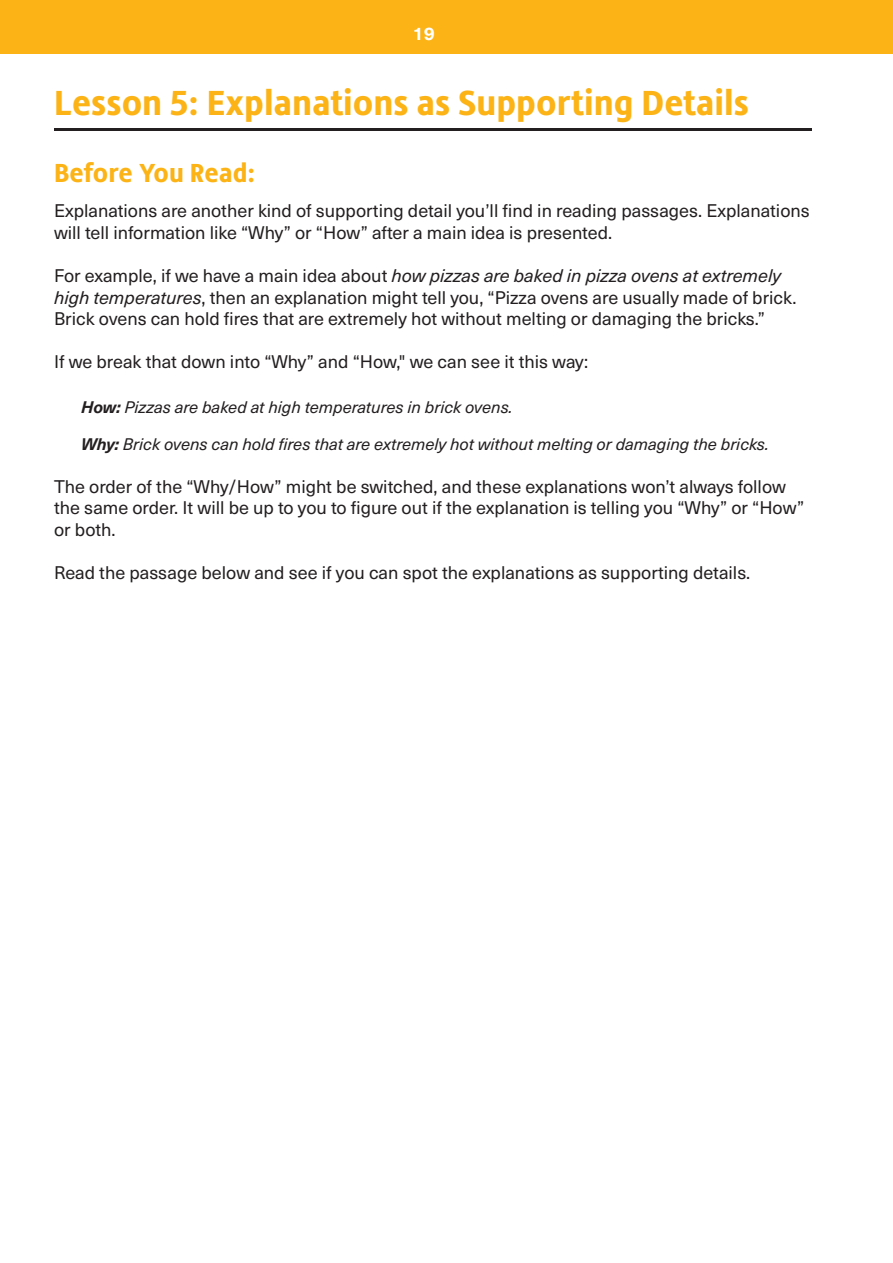 19
Lesson 5: Explanations as Supporting Details
Before You Read:
Explanations are another kind of supporting detail you’ll find in reading passages. Explanations
will tell information like “Why” or “How” after a main idea is presented.
For example, if we have a main idea about how pizzas are baked in pizza ovens at extremely
high temperatures, then an explanation might tell you, “Pizza ovens are usually made of brick.
Brick ovens can hold fires that are extremely hot without melting or damaging the bricks.”
If we break that down into “Why” and “How," we can see it this way:
How: Pizzas are baked at high temperatures in brick ovens.
Why: Brick ovens can hold fires that are extremely hot without melting or damaging the bricks.
The order of the “Why/How” might be switched, and these explanations won’t always follow
the same order. It will be up to you to figure out if the explanation is telling you “Why” or “How”
or both.
Read the passage below and see if you can spot the explanations as supporting details.